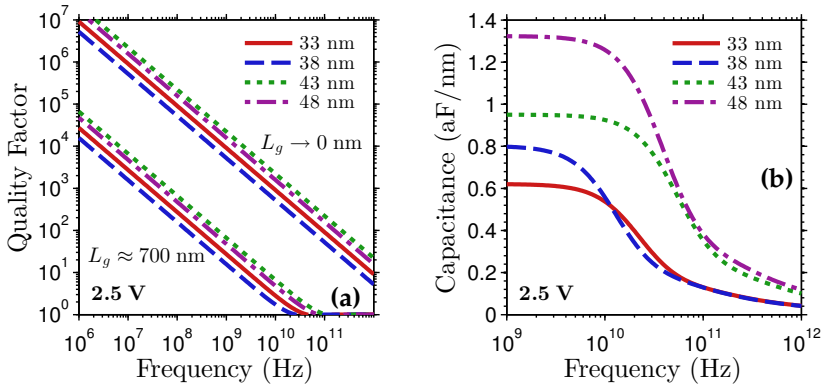 10^7
10^6
10^5
10^4
10^3
10^2
10^1
10^0
Quality Factor
33 nm
38 nm
43 nm
48 nm
L_g → 0 nm
L_g ≈ 700 nm
2.5 V
(a)
10^6 10^7 10^8 10^9 10^10 10^11
Frequency (Hz)
1.4
1.2
1
0.8
0.6
0.4
0.2
0
Capacitance (aF/nm)
33 nm
38 nm
43 nm
48 nm
(b)
2.5 V
10^9 10^10 10^11 10^12
Frequency (Hz)